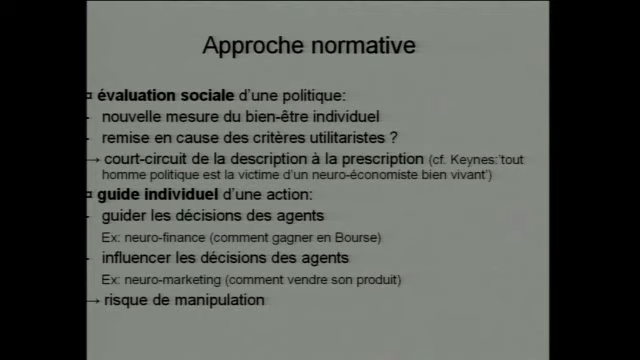 Approche normative
¤ évaluation sociale d'une politique:
- nouvelle mesure du bien-être individuel
- remise en cause des critères utilitaristes ?
→ court-circuit de la description à la prescription (cf. Keynes:'tout
homme politique est la victime d'un neuro-économiste bien vivant')
¤ guide individuel d'une action:
- guider les décisions des agents
Ex: neuro-finance (comment gagner en Bourse)
- influencer les décisions des agents
Ex: neuro-marketing (comment vendre son produit)
→ risque de manipulation